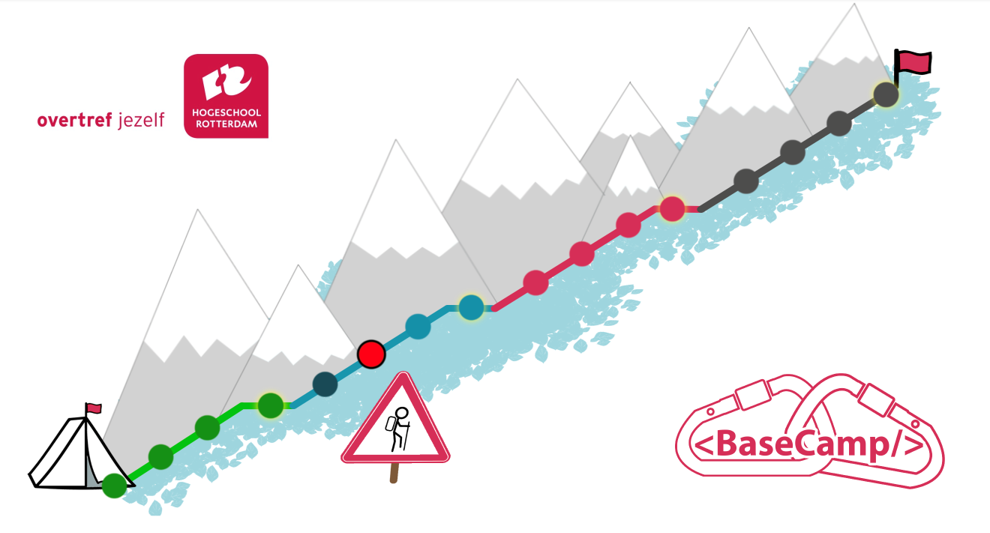 overtref jezelf
HOGESCHOOL
ROTTERDAM
<BaseCamp/>